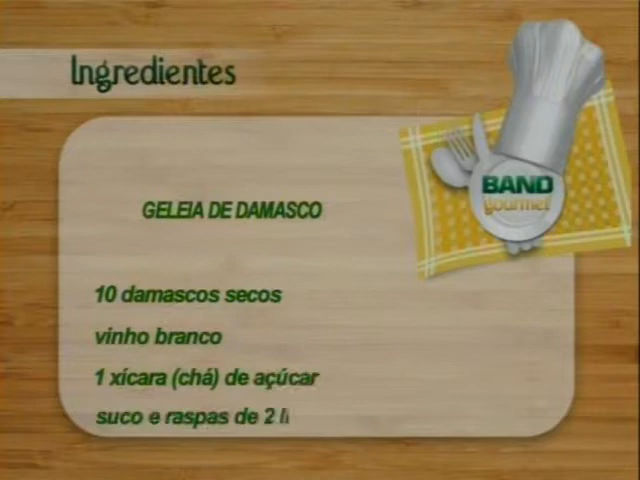 Ingredientes
BAND
gourmet
GELEIA DE DAMASCO
10 damascos secos
vinho branco
1 xícara (chá) de açúcar
suco e raspas de 2 li